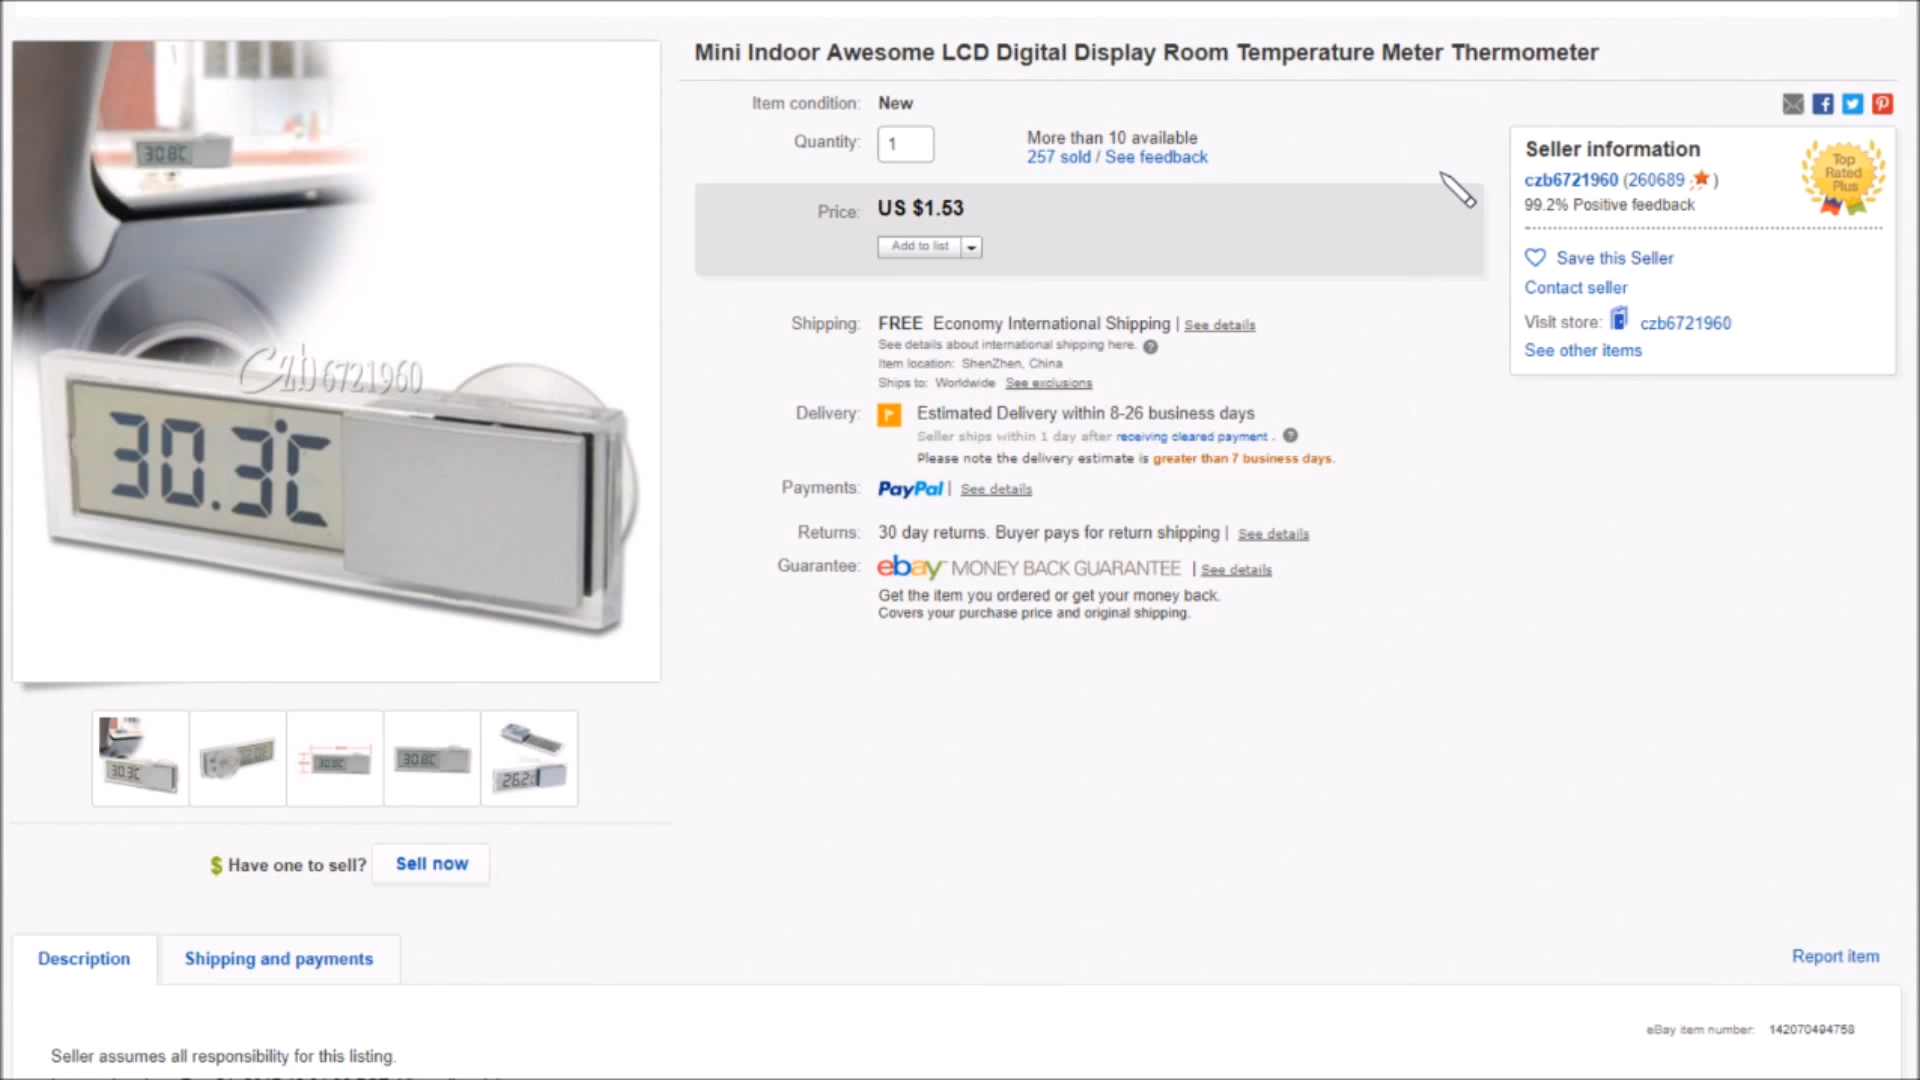 Mini Indoor Awesome LCD Digital Display Room Temperature Meter Thermometer
Item condition: New
Quantity: 1
More than 10 available
257 sold / See feedback
Price: US $1.53
Add to list
Shipping: FREE Economy International Shipping | See details
See details about international shipping here.
Item location: ShenZhen, China
Ships to: Worldwide See exclusions
Delivery: Estimated Delivery within 8-26 business days
Seller ships within 1 day after receiving cleared payment .
Please note the delivery estimate is greater than 7 business days.
Payments: PayPal | See details
Returns: 30 day returns. Buyer pays for return shipping | See details
Guarantee: ebay MONEY BACK GUARANTEE | See details
Get the item you ordered or get your money back.
Covers your purchase price and original shipping.
Seller information
czb6721960 (260689 )
99.2% Positive feedback
Top
Rated
Plus
Save this Seller
Contact seller
Visit store: czb6721960
See other items
30.8C
Czb6721960
30.3°C
30.3C
30.8C
30.8C
26.2
$ Have one to sell? Sell now
Description
Shipping and payments
Report item
eBay item number: 142070494758
Seller assumes all responsibility for this listing.